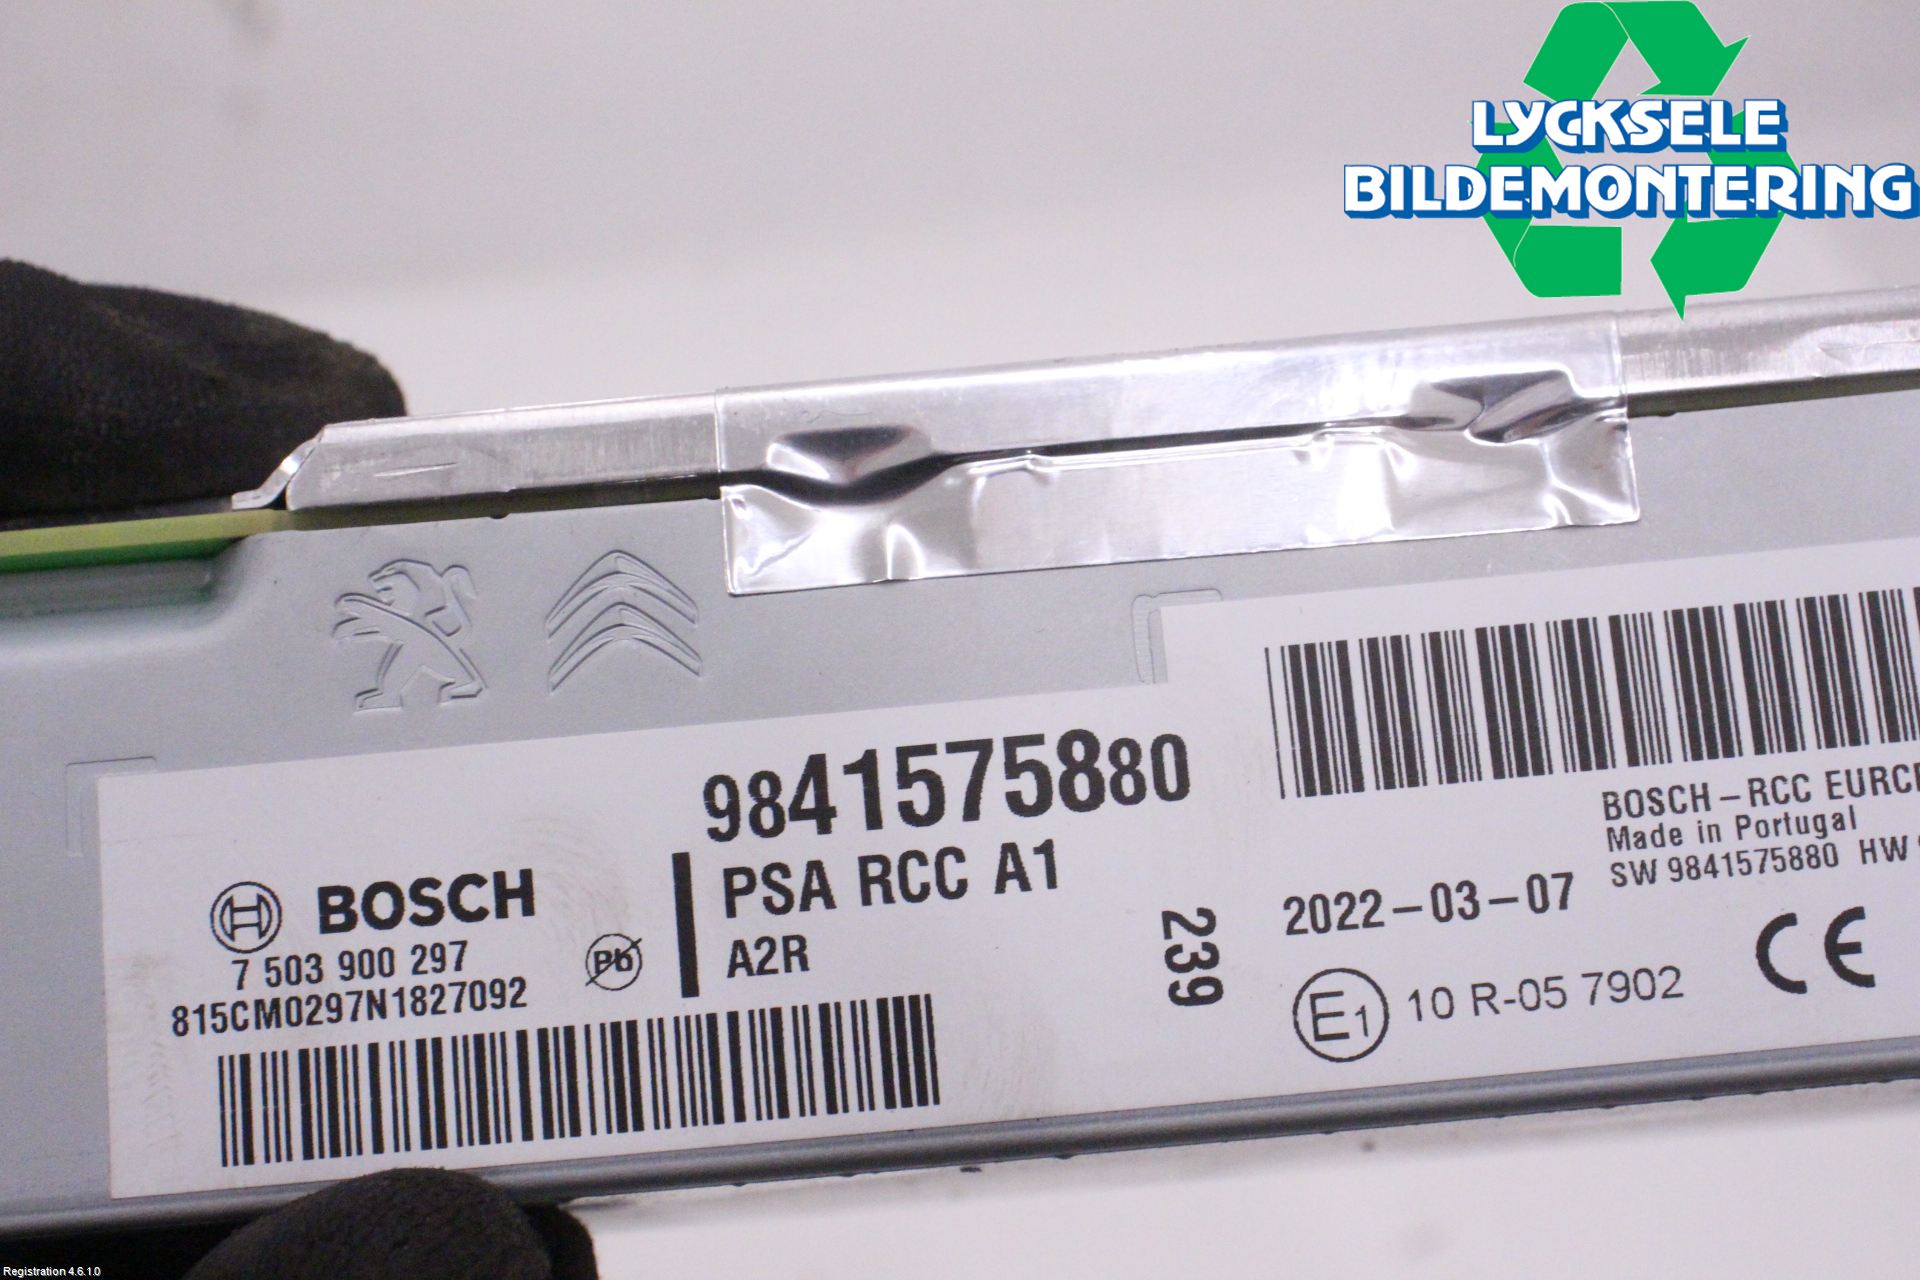 LYCKSELE
BILDEMONTERING
9841575880
BOSCH
7 503 900 297
815CM0297N1827092
Pb
PSA RCC A1
A2R
239
BOSCH-RCC
Made in Portugal
SW 9841575880 HW
2022-03-07
E1 10 R-05 7902
CE
Registration 4.6.1.0